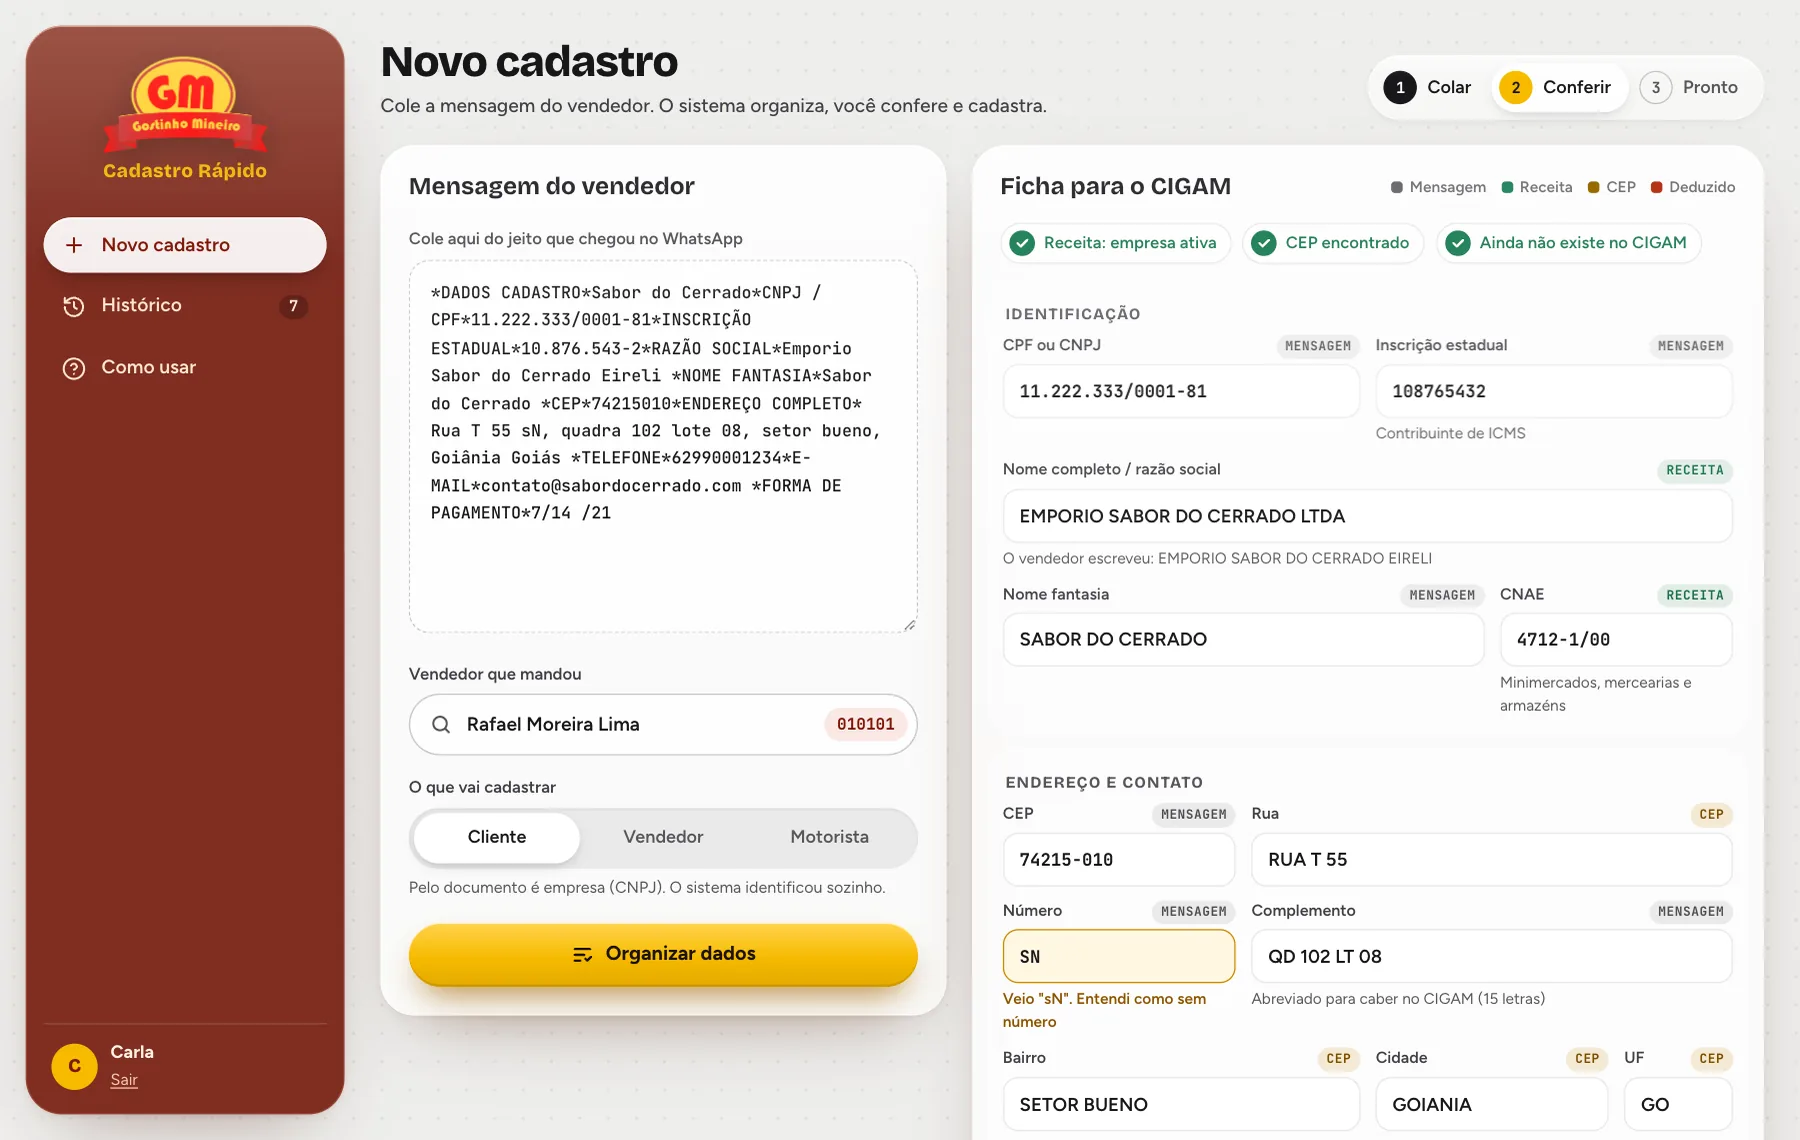 GM
Gostinho Mineiro
Cadastro Rápido
Novo cadastro
Histórico
7
Como usar
C
Carla
Sair
Novo cadastro
Cole a mensagem do vendedor. O sistema organiza, você confere e cadastra.
1 Colar
2 Conferir
3 Pronto
Mensagem do vendedor
Cole aqui do jeito que chegou no WhatsApp
*DADOS CADASTRO*Sabor do Cerrado*CNPJ /
CPF*11.222.333/0001-81*INSCRIÇÃO
ESTADUAL*10.876.543-2*RAZÃO SOCIAL*Emporio
Sabor do Cerrado Eireli *NOME FANTASIA*Sabor
do Cerrado *CEP*74215010*ENDEREÇO COMPLETO*
Rua T 55 sN, quadra 102 lote 08, setor bueno,
Goiânia Goiás *TELEFONE*62990001234*E-
MAIL*contato@sabordocerrado.com *FORMA DE
PAGAMENTO*7/14 /21
Vendedor que mandou
Rafael Moreira Lima
010101
O que vai cadastrar
Cliente
Vendedor
Motorista
Pelo documento é empresa (CNPJ). O sistema identificou sozinho.
Organizar dados
Ficha para o CIGAM
Mensagem
Receita
CEP
Deduzido
Receita: empresa ativa
CEP encontrado
Ainda não existe no CIGAM
IDENTIFICAÇÃO
CPF ou CNPJ
MENSAGEM
11.222.333/0001-81
Inscrição estadual
MENSAGEM
108765432
Contribuinte de ICMS
Nome completo / razão social
RECEITA
EMPORIO SABOR DO CERRADO LTDA
O vendedor escreveu: EMPORIO SABOR DO CERRADO EIRELI
Nome fantasia
MENSAGEM
SABOR DO CERRADO
CNAE
RECEITA
4712-1/00
Minimercados, mercearias e
armazéns
ENDEREÇO E CONTATO
CEP
MENSAGEM
74215-010
Rua
CEP
RUA T 55
Número
MENSAGEM
SN
Veio "sN". Entendi como sem
número
Complemento
MENSAGEM
QD 102 LT 08
Abreviado para caber no CIGAM (15 letras)
Bairro
CEP
SETOR BUENO
Cidade
CEP
GOIANIA
UF
CEP
GO